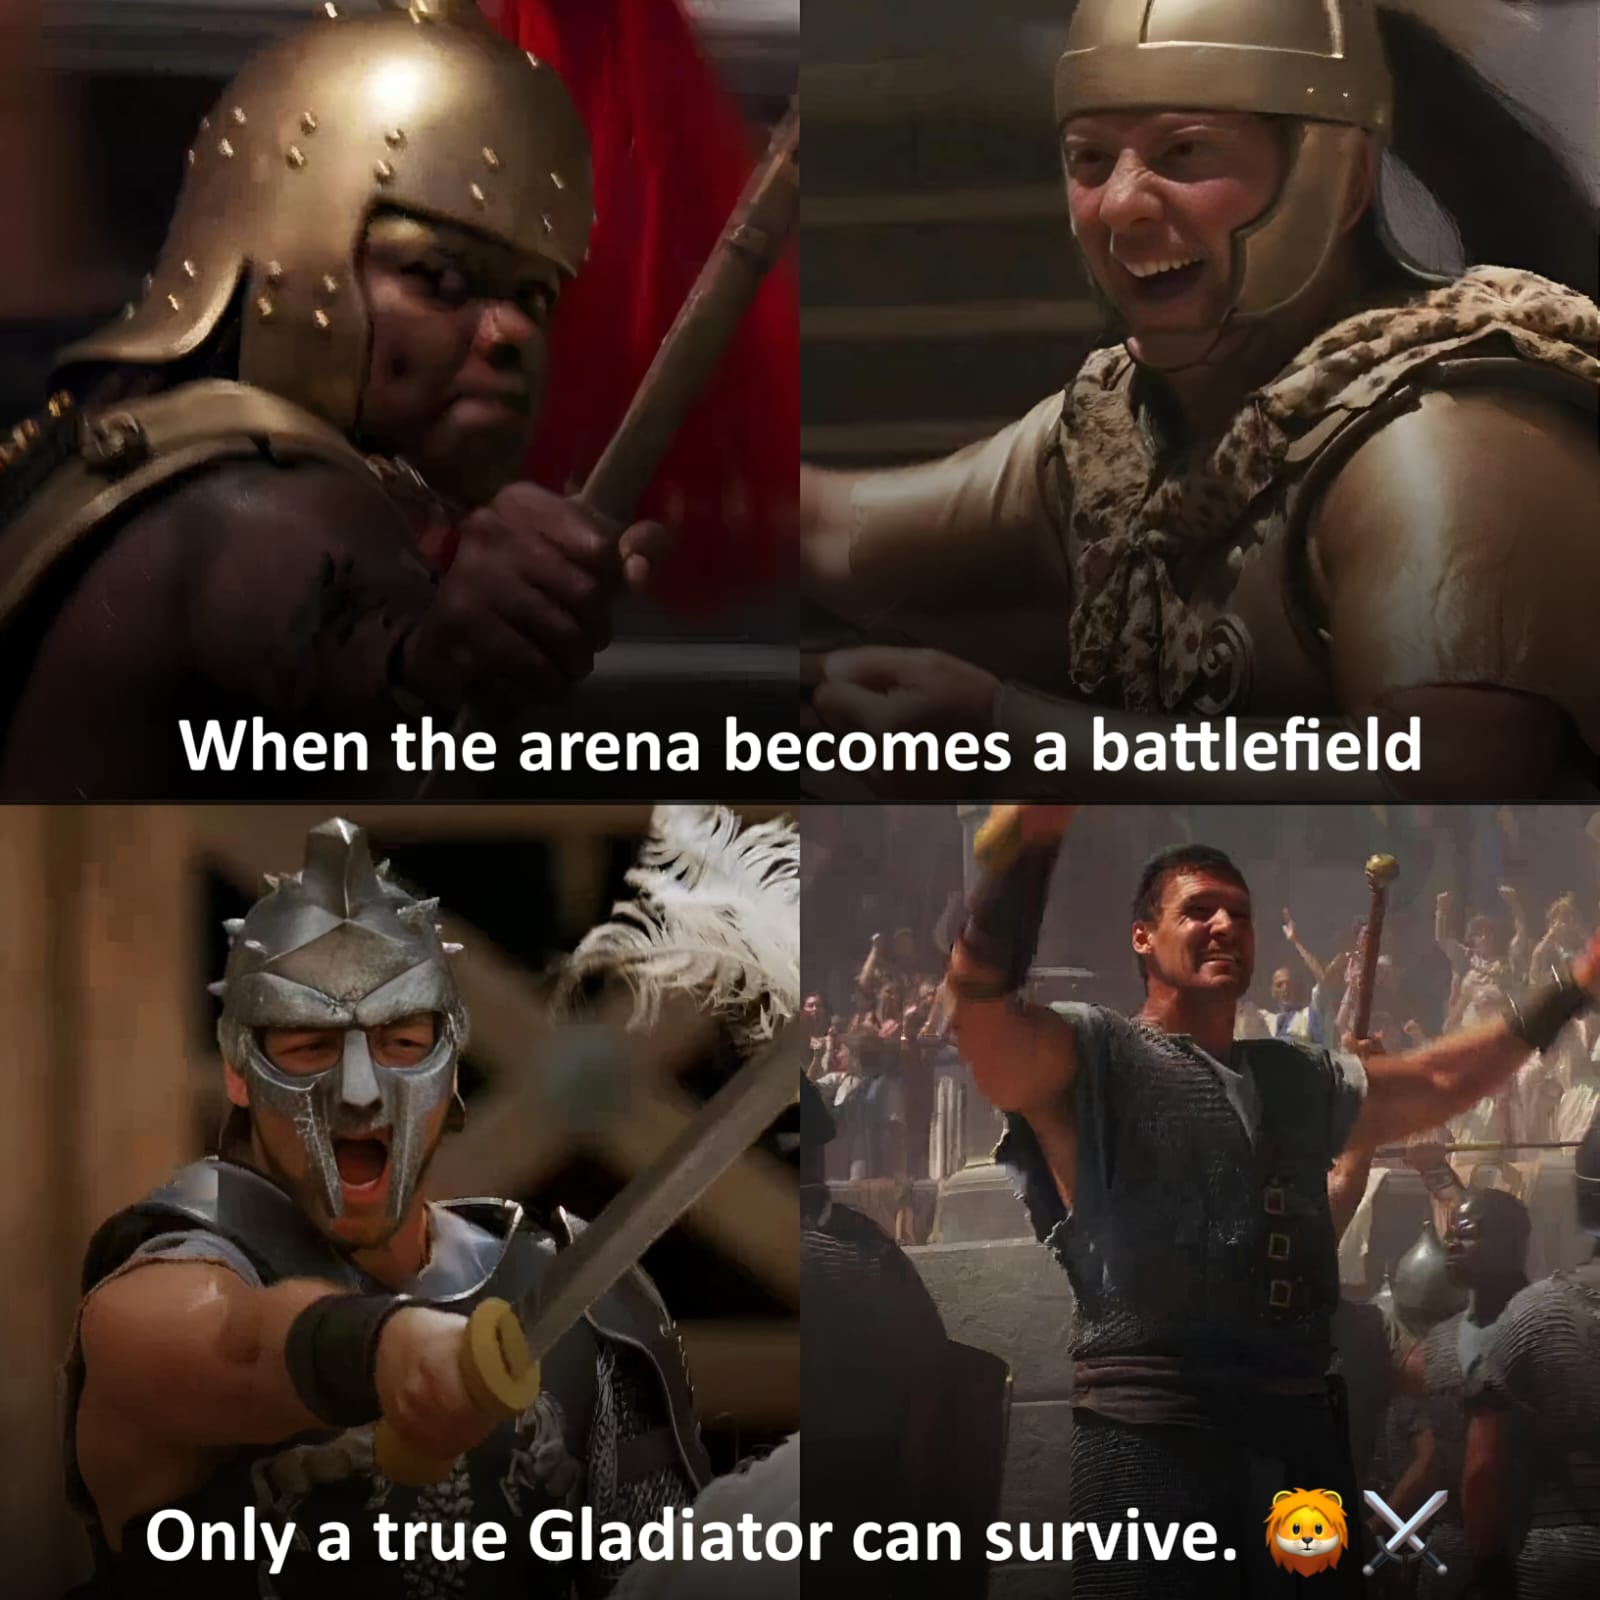 When the arena becomes a battlefield
Only a true Gladiator can survive. 🦁⚔️